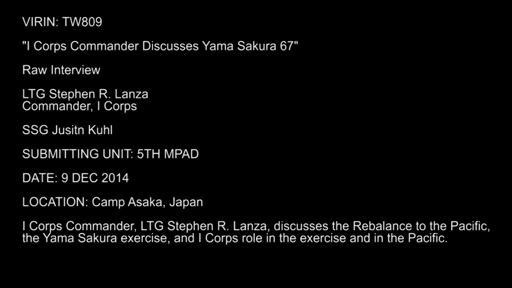 VIRIN: TW809
"I Corps Commander Discusses Yama Sakura 67"
Raw Interview
LTG Stephen R. Lanza
Commander, I Corps
SSG Jusitn Kuhl
SUBMITTING UNIT: 5TH MPAD
DATE: 9 DEC 2014
LOCATION: Camp Asaka, Japan
I Corps Commander, LTG Stephen R. Lanza, discusses the Rebalance to the Pacific,
the Yama Sakura exercise, and I Corps role in the exercise and in the Pacific.